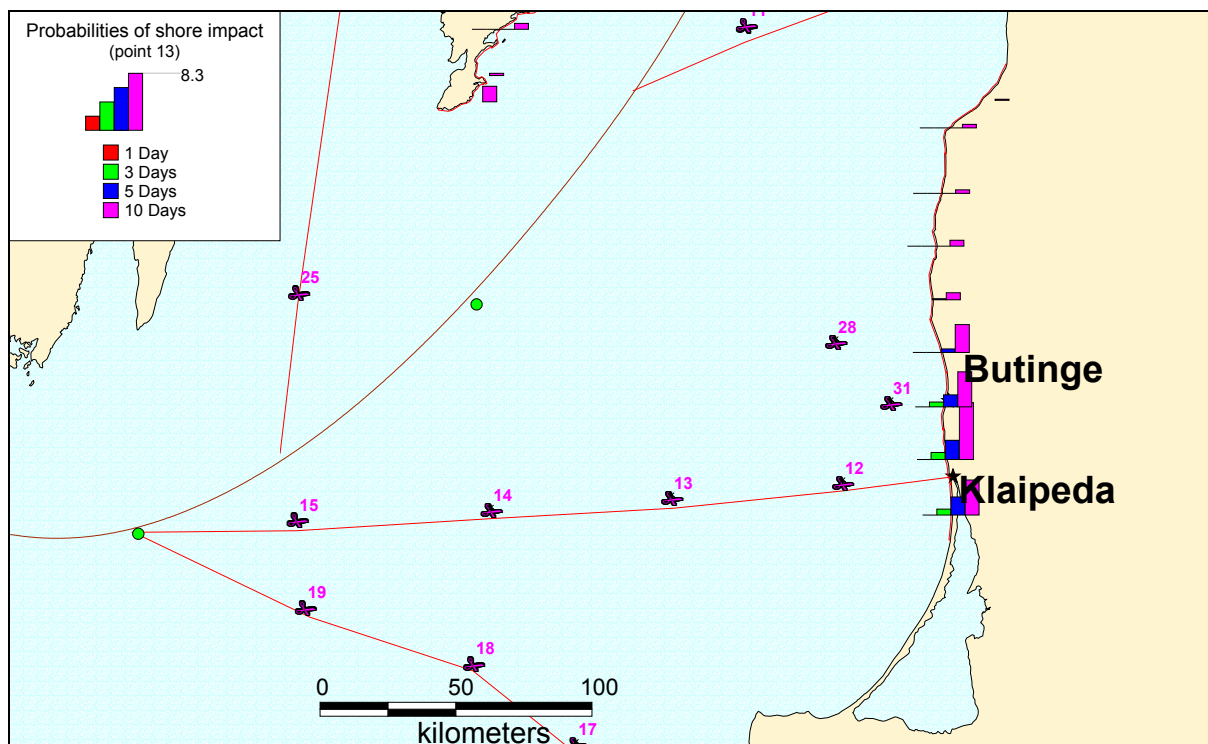 Probabilities of shore impact
(point 13)
8.3
1 Day
3 Days
5 Days
10 Days
25
28
Butinge
31
12
Klaipeda
13
14
15
19
18
0 50 100
kilometers
17